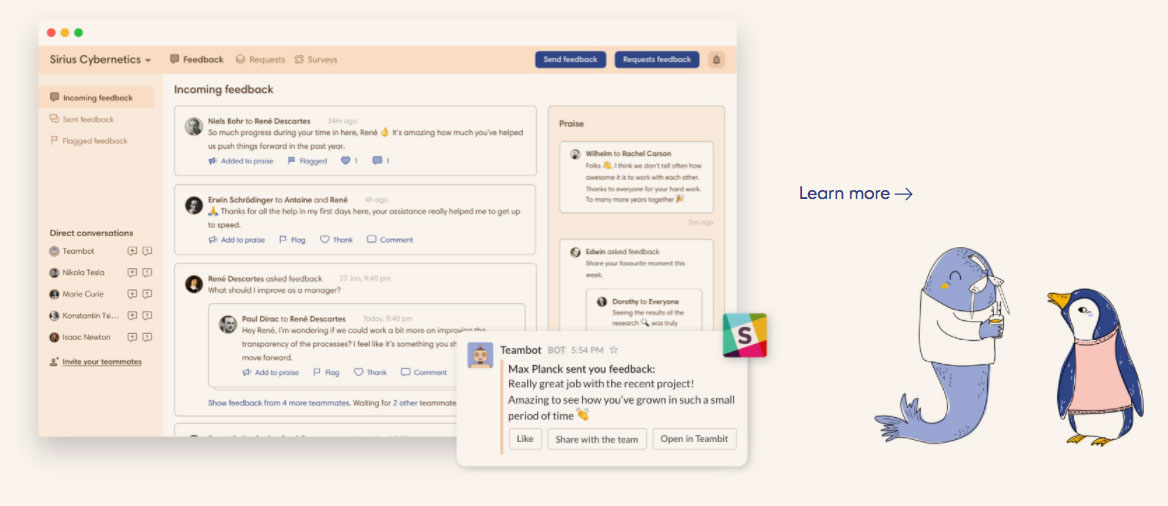 Sirius Cybernetics
Feedback
Requests
Surveys
Send feedback
Requests feedback
Incoming feedback
Sent feedback
Flagged feedback
Direct conversations
Teambot
Nikola Tesla
Marie Curie
Konstantin Tsi...
Isaac Newton
Invite your teammates
Incoming feedback
Niels Bohr to René Descartes 34m ago
So much progress during your time in here, René 👌 It's amazing how much you've helped
us push things forward in the past year.
Added to praise Flagged 1 1
Erwin Schrödinger to Antoine and René 4h ago
🙏 Thanks for all the help in my first days here, your assistance really helped me to get up
to speed.
Add to praise Flag Thank Comment
René Descartes asked feedback 22 Jan, 9:40 pm
What should I improve as a manager?
Paul Dirac to René Descartes Today, 9:40 pm
Hey René, I'm wondering if we could work a bit more on improving the
transparency of the processes? I feel like it's something you
move forward.
Add to praise Flag Thank Comment
Show feedback from 4 more teammates. Waiting for 2 other teammate
Praise
Wilhelm to Rachel Carson
Folks 👋, I think we don't tell often how
awesome it is to work with each other.
Thanks to everyone for your hard work.
To many more years together 🎉
5m ago
Edwin asked feedback
Share your favourite moment this
week.
Dorothy to Everyone
Seeing the results of the
research 🔍 was truly
Teambot BOT 5:54 PM ☆
Max Planck sent you feedback:
Really great job with the recent project!
Amazing to see how you've grown in such a small
period of time 👏
Like
Share with the team
Open in Teambit
S
Learn more →